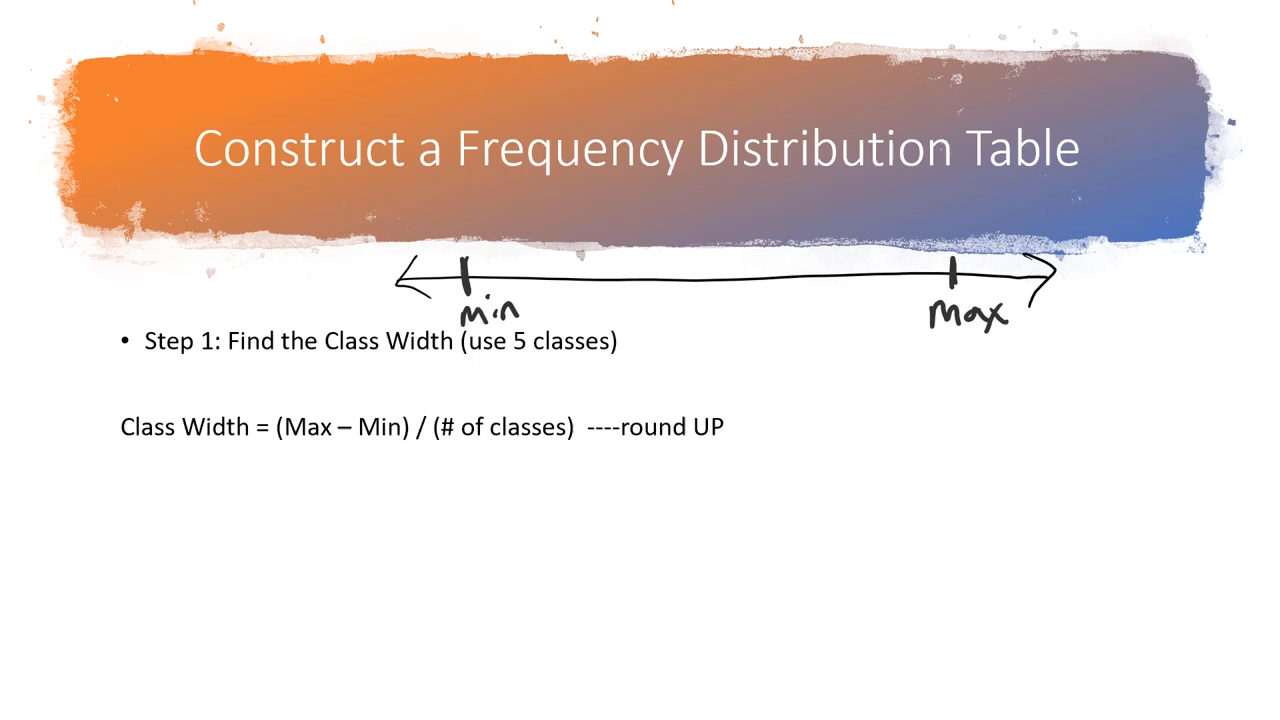 Construct a Frequency Distribution Table
min
max
• Step 1: Find the Class Width (use 5 classes)
Class Width = (Max – Min) / (# of classes) ----round UP